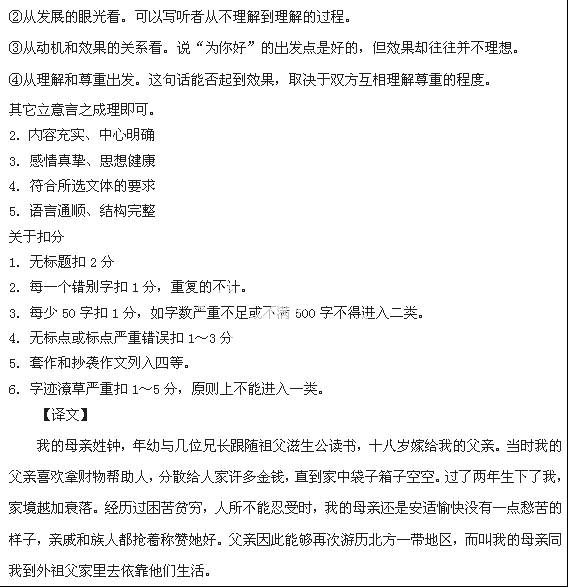 ②从发展的眼光看。可以写听者从不理解到理解的过程。
③从动机和效果的关系看。说“为你好”的出发点是好的，但效果却往往并不理想。
④从理解和尊重出发。这句话能否起到效果，取决于双方互相理解尊重的程度。
其它立意言之成理即可。
2. 内容充实、中心明确
3. 感情真挚、思想健康
4. 符合所选文体的要求
5. 语言通顺、结构完整
关于扣分
1. 无标题扣 2 分
2. 每一个错别字扣 1 分，重复的不计。
3. 每少 50 字扣 1 分，如字数严重不足或不满 500 字不得进入二类。
4. 无标点或标点严重错误扣 1～3 分
5. 套作和抄袭作文列入四等。
6. 字迹潦草严重扣 1～5 分，原则上不能进入一类。
【译文】
我的母亲姓钟，年幼与几位兄长跟随祖父滋生公读书，十八岁嫁给我的父亲。当时我的
父亲喜欢拿财物帮助人，分散给人家许多金钱，直到家中袋子箱子空空。过了两年生下了我，
家境越加衰落。经历过困苦贫穷，人所不能忍受时，我的母亲还是安适愉快没有一点愁苦的
样子，亲戚和族人都抢着称赞她好。父亲因此能够再次游历北方一带地区，而叫我的母亲同
我到外祖父家里去依靠他们生活。